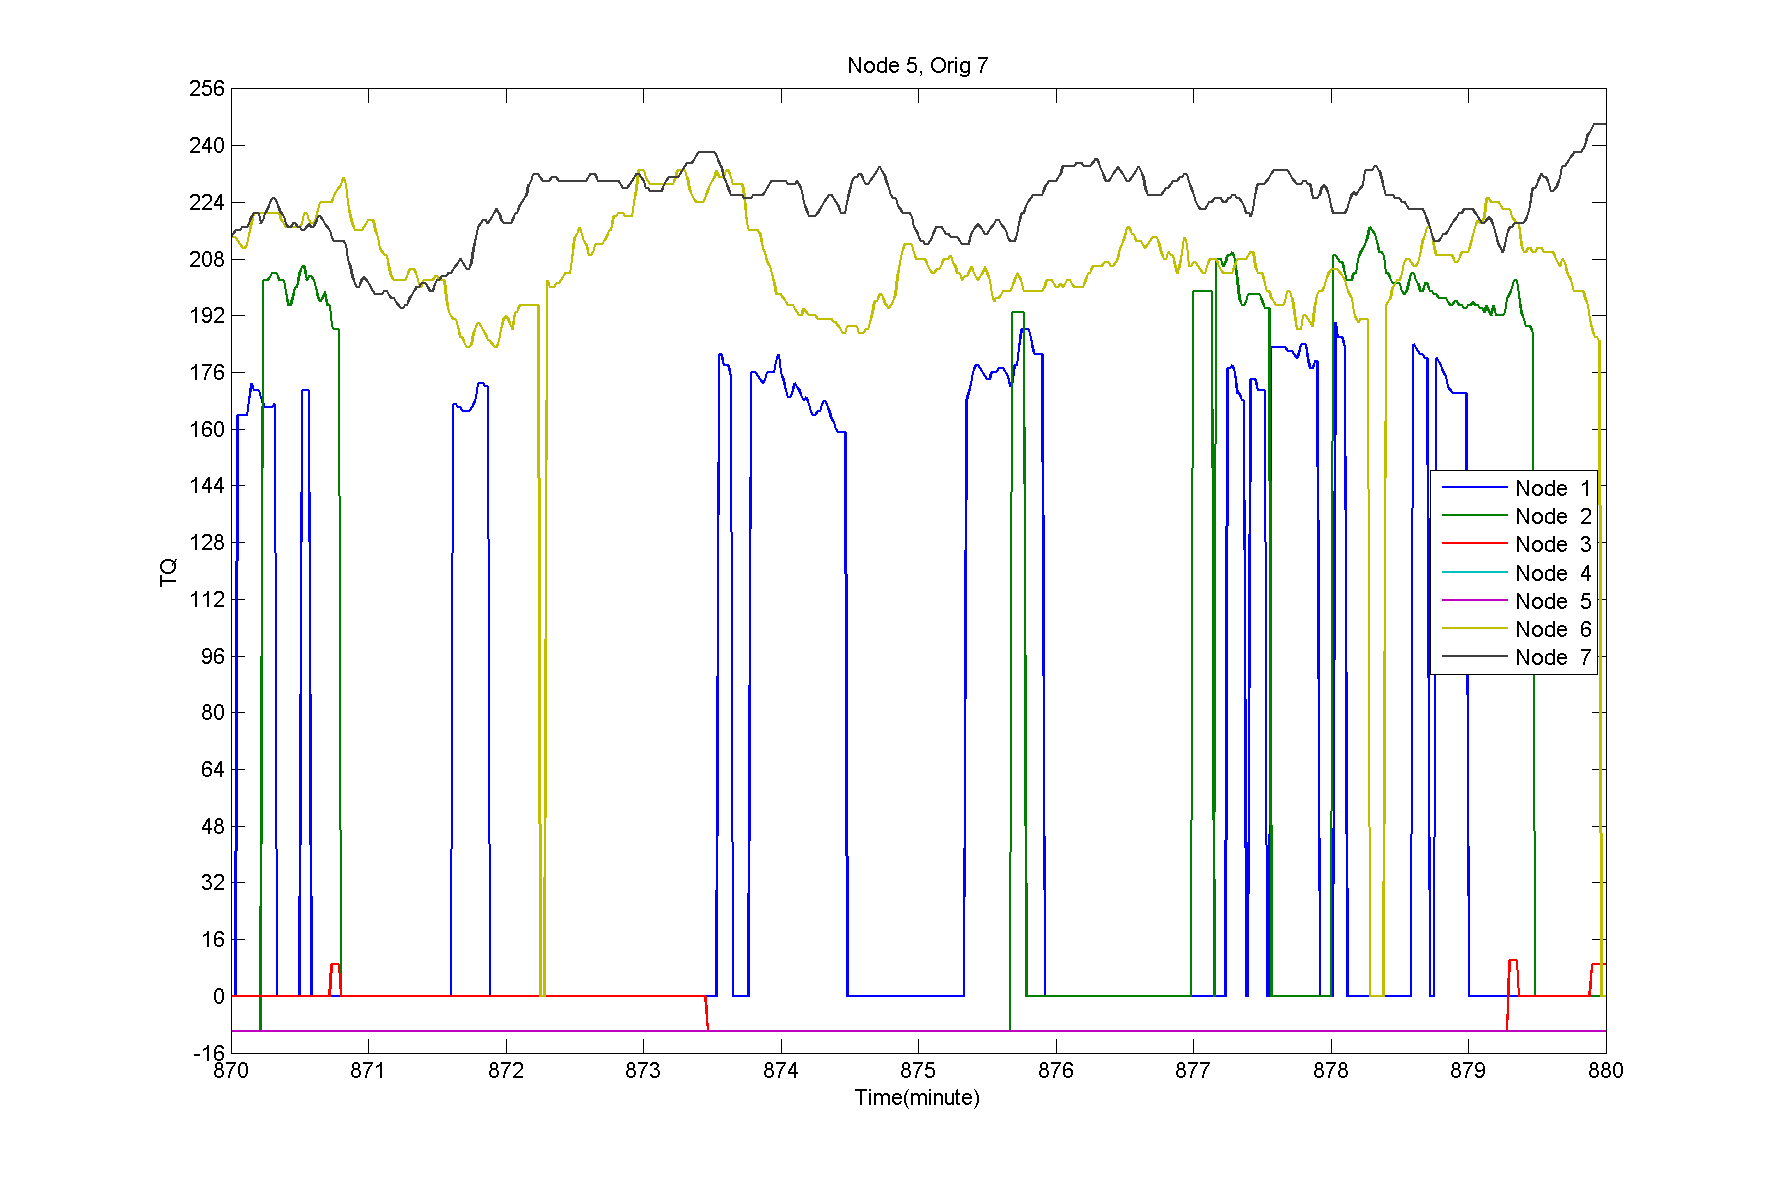 Node 5, Orig 7
256
240
224
208
192
176
160
144
128
112
96
80
64
48
32
16
0
-16
TQ
Node 1
Node 2
Node 3
Node 4
Node 5
Node 6
Node 7
870 871 872 873 874 875 876 877 878 879 880
Time(minute)